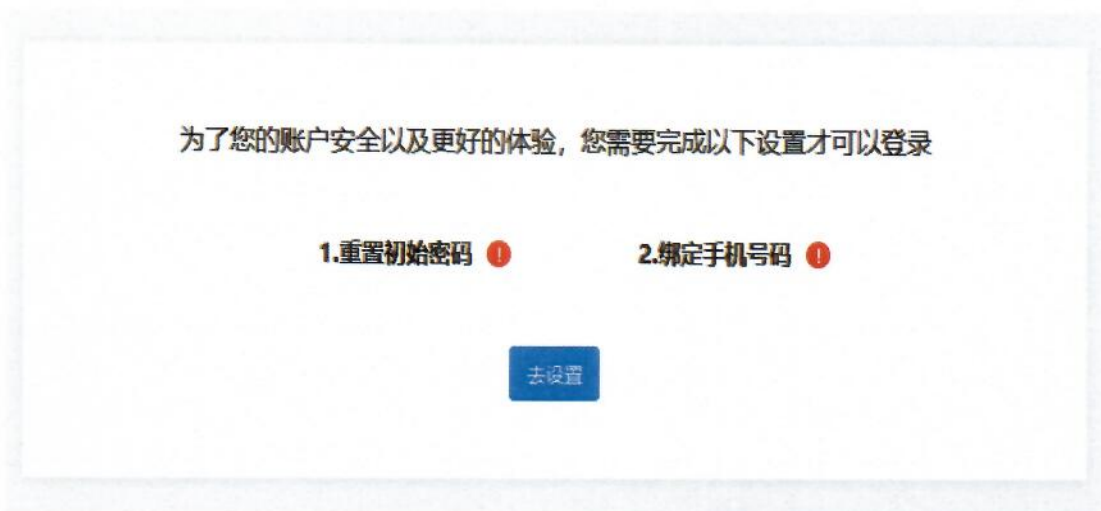 为了您的账户安全以及更好的体验，您需要完成以下设置才可以登录
1.重置初始密码 2.绑定手机号码
去设置